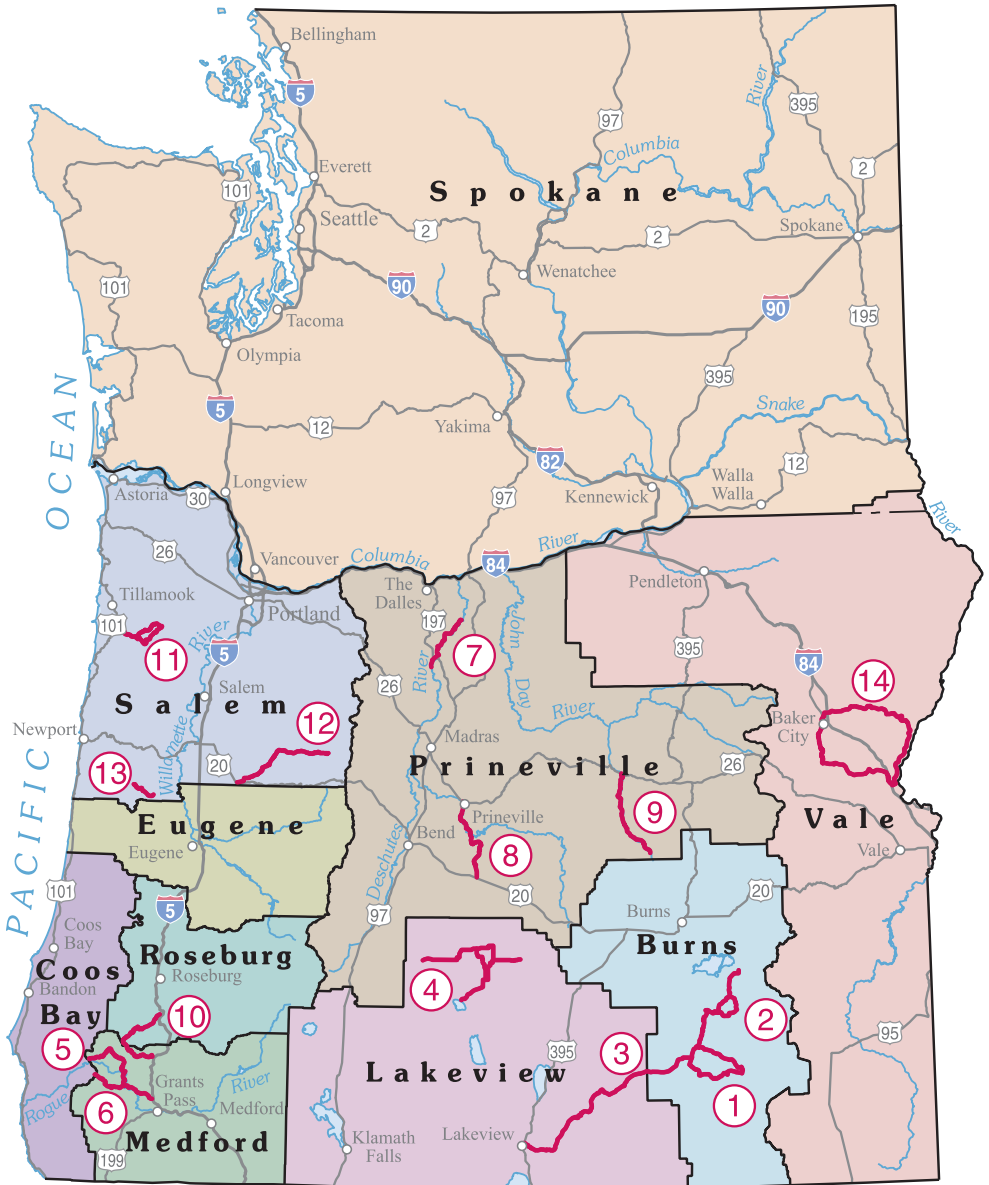 Bellingham
5
395
River
97
Columbia
Everett
101
2
Spokane
Seattle
2
2
Spokane
Wenatchee
101
90
90
195
Tacoma
Olympia
395
5
12
Snake
Yakima
82
12
Walla
Walla
Kennewick
97
OCEAN
Astoria
30
Longview
River
26
Vancouver
Columbia
84
River
The
Dalles
Pendleton
Tillamook
Portland
101
River
5
197
John
Day
River
7
395
84
11
River
26
14
Salem
Salem
12
Newport
Willomette
20
Madras
River
Baker
City
Prineville
26
13
Eugene
Prineville
9
Vale
Eugene
Bend
8
Vale
PACIFIC
Deschutes
101
5
97
20
Burns
20
Coos
Bay
Burns
Roseburg
Coos
Roseburg
4
Bandon
Bay
10
2
95
5
395
3
Lakeview
River
Grants
Pass
Rogue
6
Medford
1
Medford
Lakeview
Klamath
Falls
199